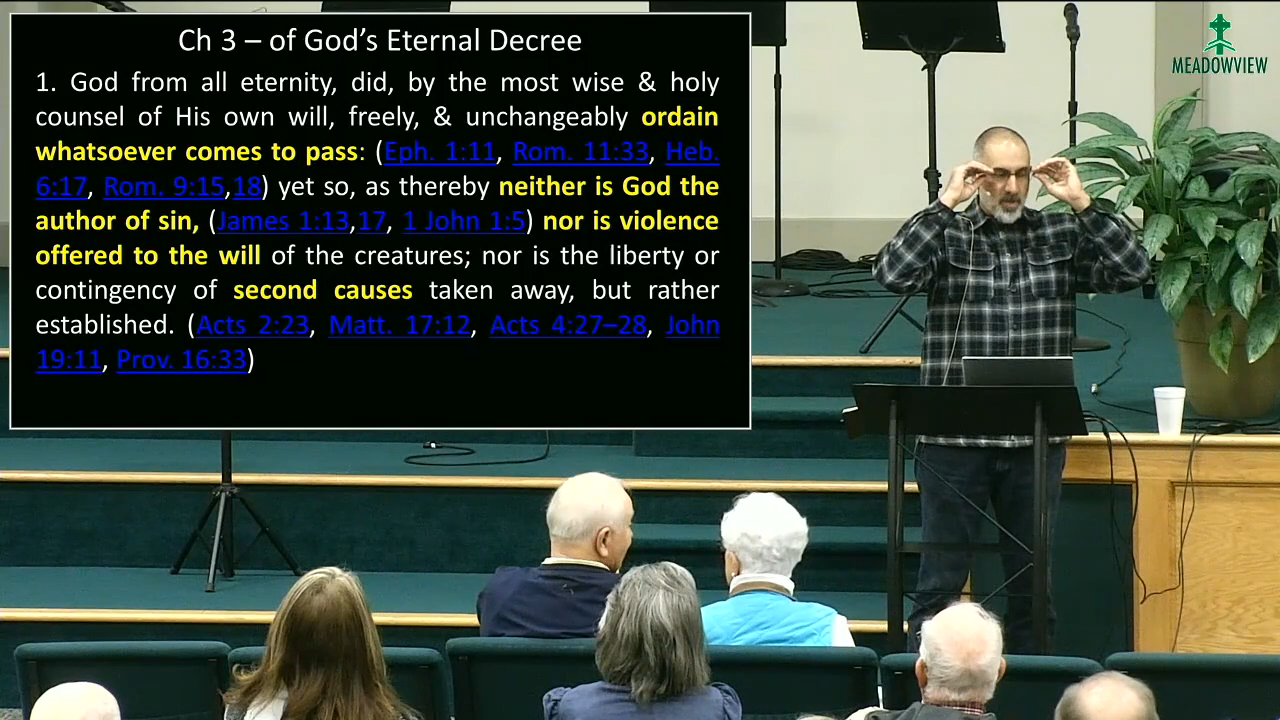 Ch 3 – of God's Eternal Decree
1. God from all eternity, did, by the most wise & holy
counsel of His own will, freely, & unchangeably ordain
whatsoever comes to pass: (Eph. 1:11, Rom. 11:33, Heb.
6:17, Rom. 9:15,18) yet so, as thereby neither is God the
author of sin, (James 1:13,17, 1 John 1:5) nor is violence
offered to the will of the creatures; nor is the liberty or
contingency of second causes taken away, but rather
established. (Acts 2:23, Matt. 17:12, Acts 4:27–28, John
19:11, Prov. 16:33)
MEADOWVIEW